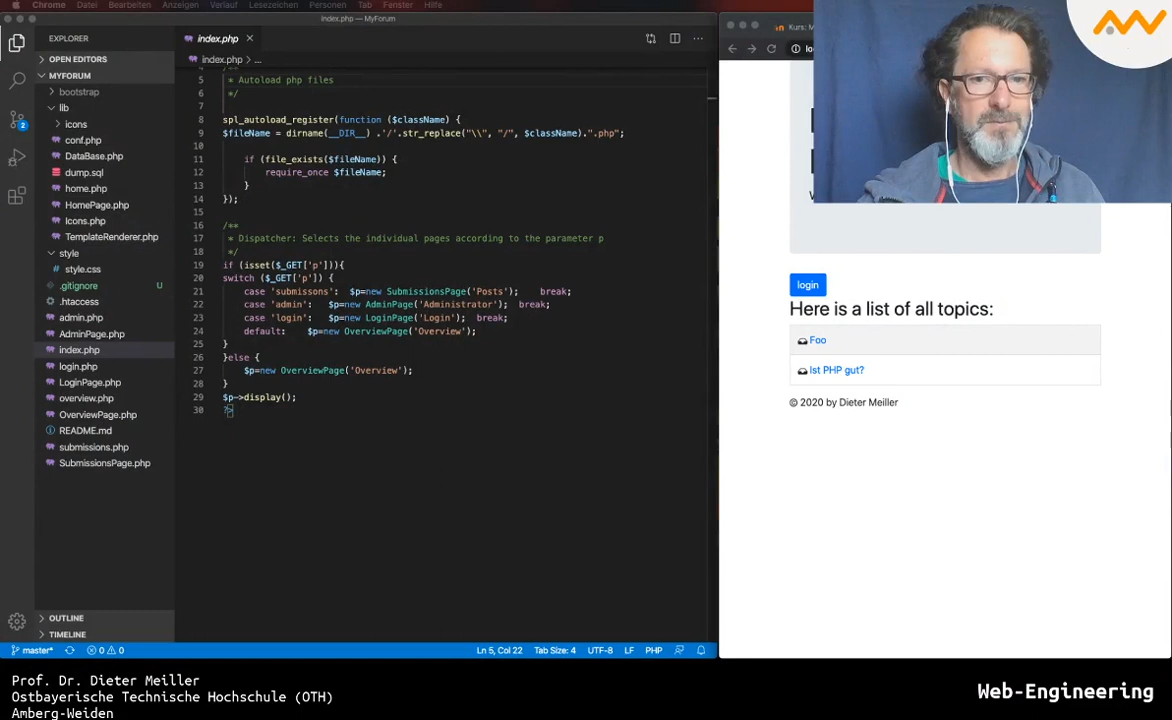 Chrome Datei Bearbeiten Anzeigen Verlauf Lesezeichen Personen Tab Fenster Hilfe
index.php — MyForum
EXPLORER
OPEN EDITORS
MYFORUM
bootstrap
lib
icons
conf.php
DataBase.php
dump.sql
home.php
HomePage.php
Icons.php
TemplateRenderer.php
style
style.css
.gitignore U
.htaccess
admin.php
AdminPage.php
index.php
login.php
LoginPage.php
overview.php
OverviewPage.php
README.md
submissions.php
SubmissionsPage.php
OUTLINE
TIMELINE
2
index.php
index.php > ...
4 /**
5 * Autoload php files
6 */
7
8 spl_autoload_register(function ($className) {
9 $fileName = dirname(__DIR__) .'/'.str_replace("\\", "/", $className).".php";
10
11 if (file_exists($fileName)) {
12 require_once $fileName;
13 }
14 });
15
16 /**
17 * Dispatcher: Selects the individual pages according to the parameter p
18 */
19 if (isset($_GET['p'])){
20 switch ($_GET['p']) {
21 case 'submissons': $p=new SubmissionsPage('Posts'); break;
22 case 'admin': $p=new AdminPage('Administrator'); break;
23 case 'login': $p=new LoginPage('Login'); break;
24 default: $p=new OverviewPage('Overview');
25 }
26 }else {
27 $p=new OverviewPage('Overview');
28 }
29 $p->display();
30 ?>
master* 0 0 Ln 5, Col 22 Tab Size: 4 UTF-8 LF PHP
Kurs:
login
Here is a list of all topics:
Foo
Ist PHP gut?
© 2020 by Dieter Meiller
Prof. Dr. Dieter Meiller
Ostbayerische Technische Hochschule (OTH)
Amberg-Weiden
Web-Engineering